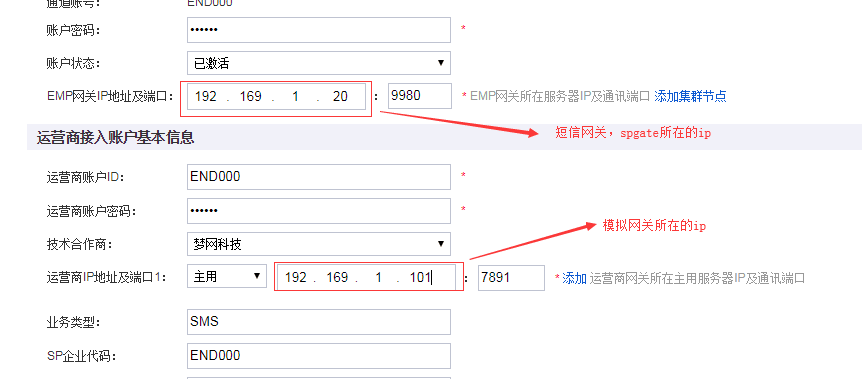 通道账号： END000
账户密码： •••••• *
账户状态： 已激活
EMP网关IP地址及端口： 192 . 169 . 1 . 20 : 9980 * EMP网关所在服务器IP及通讯端口 添加集群节点
短信网关，spgate所在的ip
运营商接入账户基本信息
运营商账户ID： END000 *
运营商账户密码： •••••• *
模拟网关所在的ip
技术合作商： 梦网科技
运营商IP地址及端口1： 主用 192 . 169 . 1 . 101 : 7891 * 添加 运营商网关所在主用服务器IP及通讯端口
业务类型： SMS
SP企业代码： END000